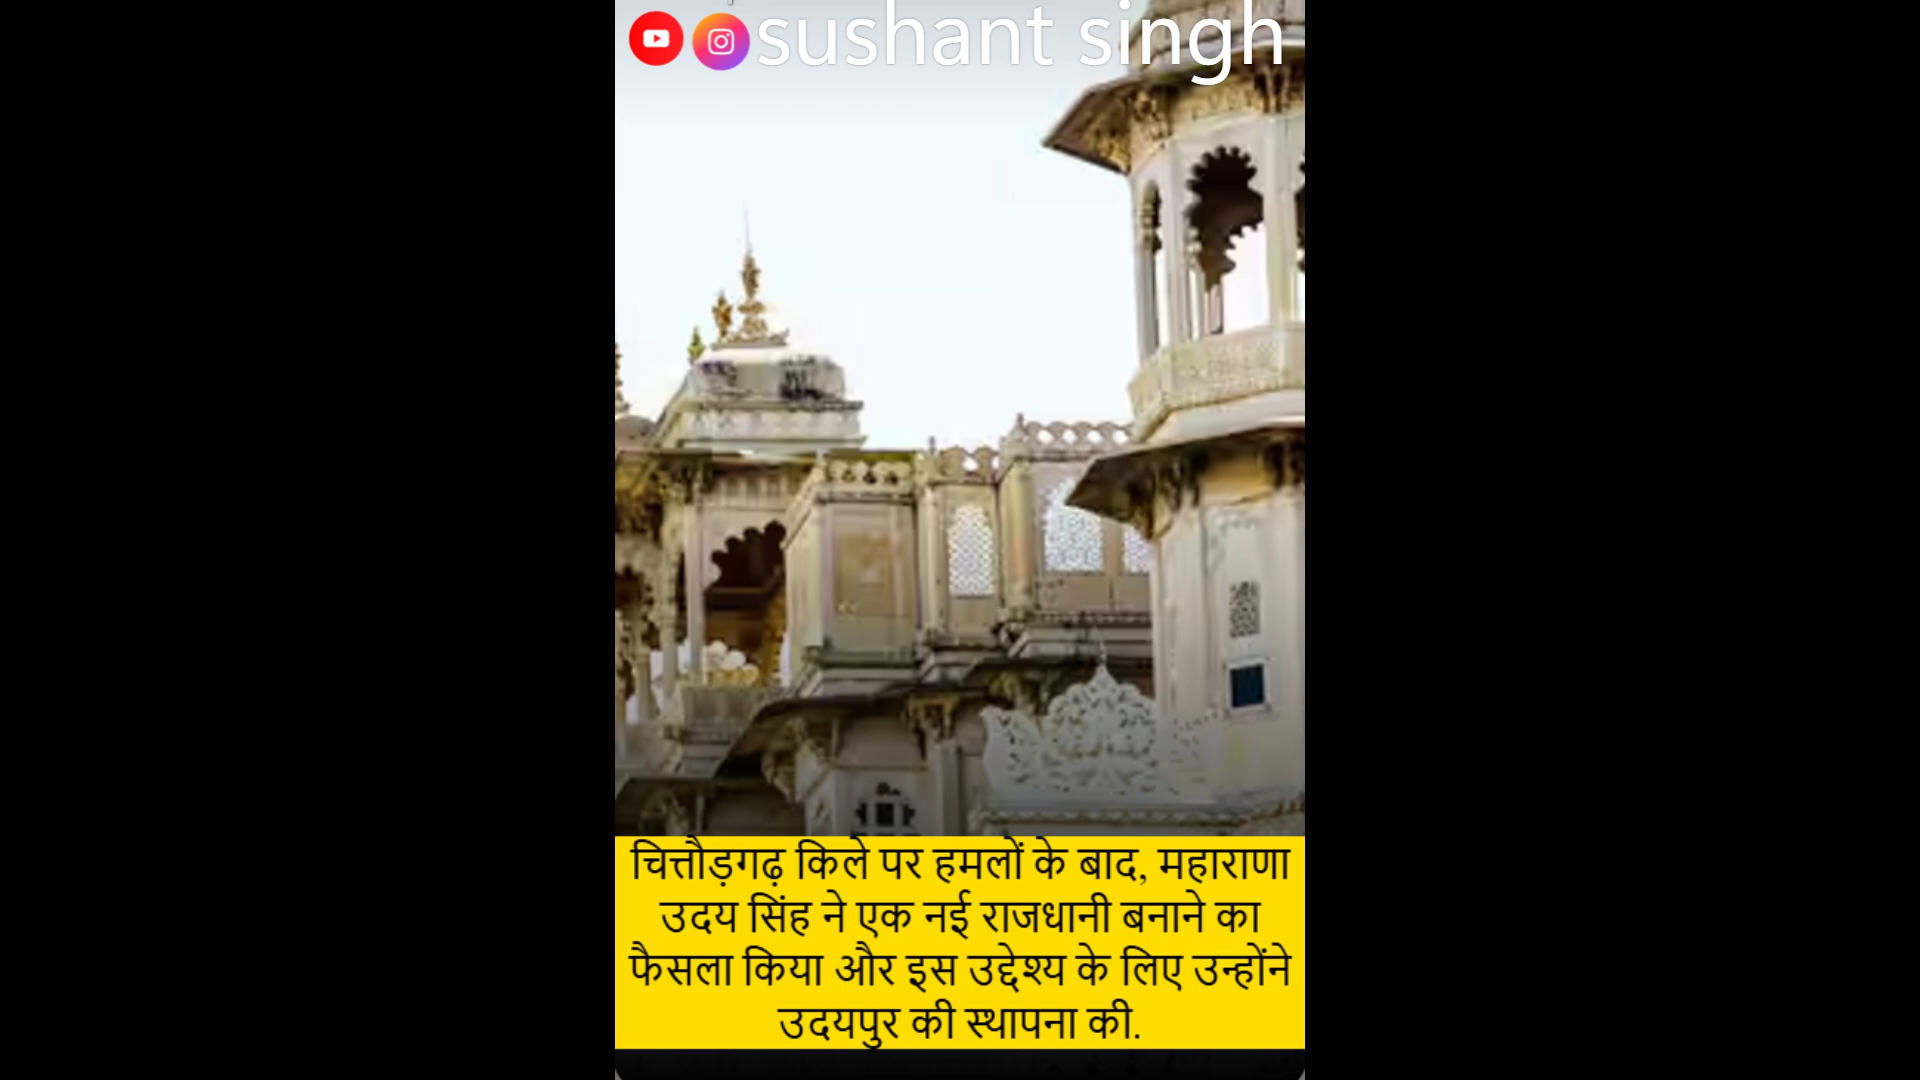 sushant singh
चित्तौड़गढ़ किले पर हमलों के बाद, महाराणा
उदय सिंह ने एक नई राजधानी बनाने का
फैसला किया और इस उद्देश्य के लिए उन्होंने
उदयपुर की स्थापना की.